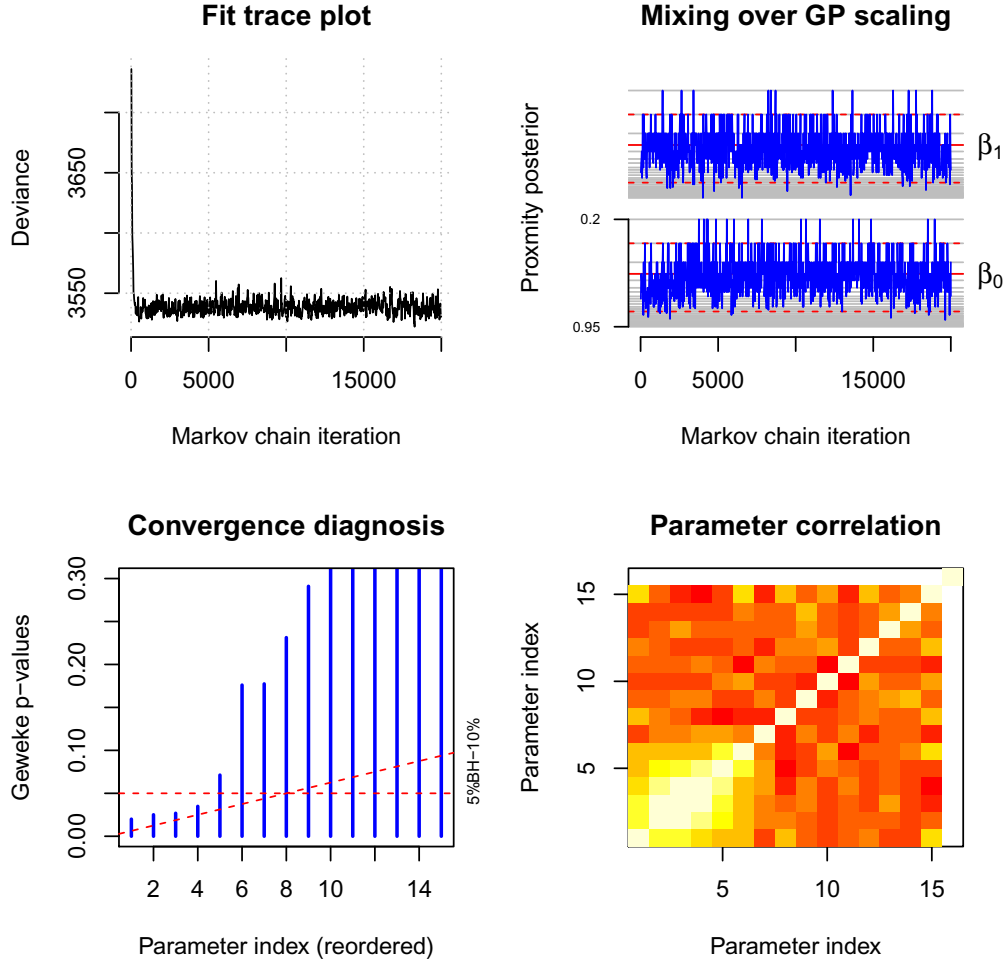 Fit trace plot
Deviance
3650
3550
0 5000 15000
Markov chain iteration
Mixing over GP scaling
Proxmity posterior
0.2
0.95
β1
β0
0 5000 15000
Markov chain iteration
Convergence diagnosis
Geweke p−values
0.30
0.20
0.10
0.00
5%BH−10%
2 4 6 8 10 14
Parameter index (reordered)
Parameter correlation
Parameter index
15
10
5
5 10 15
Parameter index